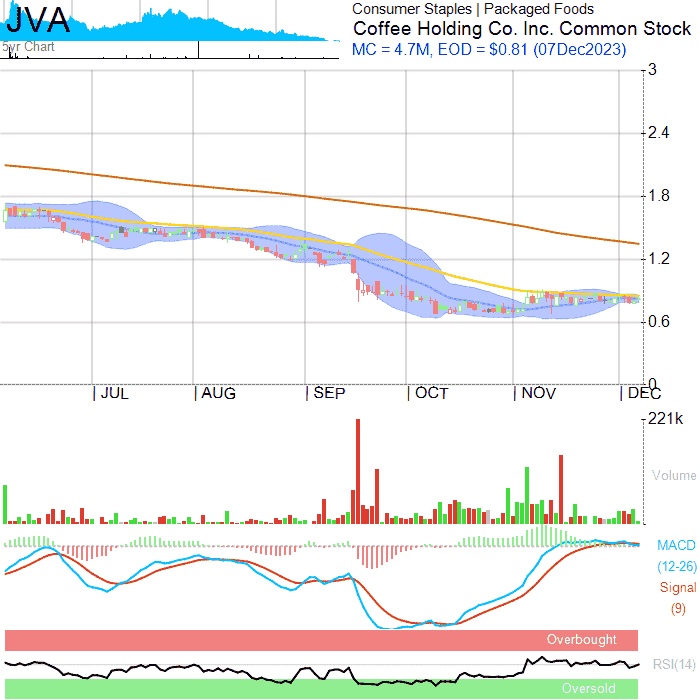 JVA
5yr Chart
Consumer Staples | Packaged Foods
Coffee Holding Co. Inc. Common Stock
MC = 4.7M, EOD = $0.81 (07Dec2023)
3
2.4
1.8
1.2
0.6
0
JUL AUG SEP OCT NOV DEC
221k
Volume
MACD
(12-26)
Signal
(9)
Overbought
RSI(14)
Oversold